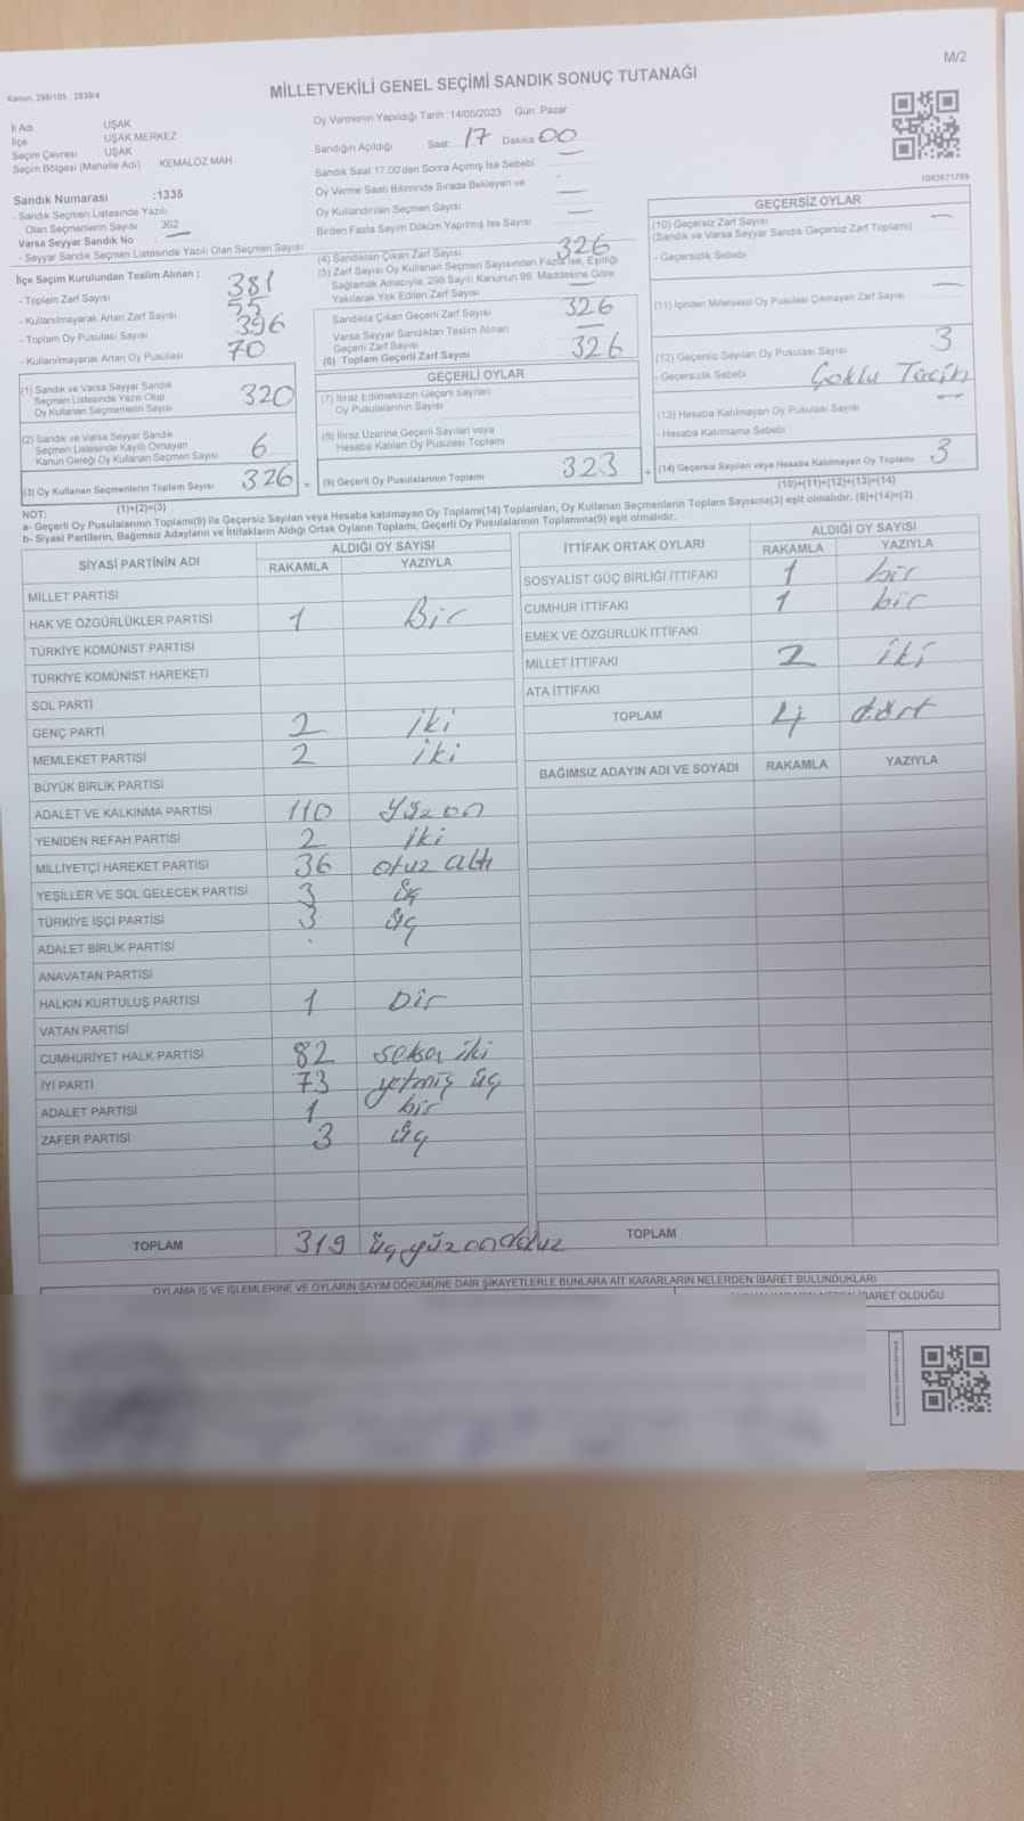 M/2
Kanun: 298/105 2839/4
MİLLETVEKİLİ GENEL SEÇİMİ SANDIK SONUÇ TUTANAĞI
İl Adı UŞAK
İlçe UŞAK MERKEZ
Seçim Çevresi UŞAK
Seçim Bölgesi (Mahalle Adı) KEMALÖZ MAH
Sandık Numarası :1335
- Sandık Seçmen Listesinde Yazılı
Olan Seçmenlerin Sayısı 362
Varsa Seyyar Sandık No
- Seyyar Sandık Seçmen Listesinde Yazılı Olan Seçmen Sayısı
Oy Vermenin Yapıldığı Tarih : 14/05/2023 Gün: Pazar
Sandığın Açıldığı Saat: 17 Dakika 00
Sandık Saat 17.00'den Sonra Açılmış İse Sebebi
Oy Verme Saati Bitiminde Sırada Bekleyen ve
Oy Kullandırılan Seçmen Sayısı
Birden Fazla Sayım Döküm Yapılmış İse Sayısı
İlçe Seçim Kurulundan Teslim Alınan :
- Toplam Zarf Sayısı 381
- Kullanılmayarak Artan Zarf Sayısı 55
- Toplam Oy Pusulası Sayısı 396
- Kullanılmayarak Artan Oy Pusulası 70
(1) Sandık ve Varsa Seyyar Sandık
Seçmen Listesinde Yazılı Olup
Oy Kullanan Seçmenlerin Sayısı 320
(2) Sandık ve Varsa Seyyar Sandık
Seçmen Listesinde Kayıtlı Olmayan
Kanun Gereği Oy Kullanan Seçmen Sayısı 6
(3) Oy Kullanan Seçmenlerin Toplam Sayısı 326 =
(1)+(2)=(3)
(4) Sandıktan Çıkan Zarf Sayısı 326
(5) Zarf Sayısı Oy Kullanan Seçmen Sayısından Fazla İse, Eşitliği
Sağlamak Amacıyla, 298 Sayılı Kanunun 98. Maddesine Göre
Yakılarak Yok Edilen Zarf Sayısı
Sandıkta Çıkan Geçerli Zarf Sayısı 326
Varsa Seyyar Sandıktan Teslim Alınan
Geçerli Zarf Sayısı
(6) Toplam Geçerli Zarf Sayısı 326
GEÇERLİ OYLAR
(7) İtiraz Edilmeksizin Geçerli Sayılan
Oy Pusulalarının Sayısı
(8) İtiraz Üzerine Geçerli Sayılan veya
Hesaba Katılan Oy Pusulası Toplamı
(9) Geçerli Oy Pusulalarının Toplamı 323 +
1083671799
GEÇERSİZ OYLAR
(10) Geçersiz Zarf Sayısı
(Sandık ve Varsa Seyyar Sandık Geçersiz Zarf Toplamı)
- Geçersizlik Sebebi
(11) İçinden Milletvekili Oy Pusulası Çıkmayan Zarf Sayısı
(12) Geçersiz Sayılan Oy Pusulası Sayısı 3
- Geçersizlik Sebebi Çoklu Tercih
(13) Hesaba Katılmayan Oy Pusulası Sayısı
- Hesaba Katılmama Sebebi
(14) Geçersiz Sayılan veya Hesaba Katılmayan Oy Toplamı 3
(10)+(11)+(12)+(13)=(14)
NOT:
a- Geçerli Oy Pusulalarının Toplamı(9) ile Geçersiz Sayılan veya Hesaba katılmayan Oy Toplamı(14) Toplamları, Oy Kullanan Seçmenlerin Toplam Sayısına(3) eşit olmalıdır. (9)+(14)=(3)
b- Siyasi Partilerin, Bağımsız Adayların ve İttifakların Aldığı Ortak Oyların Toplamı, Geçerli Oy Pusulalarının Toplamına(9) eşit olmalıdır.
SİYASİ PARTİNİN ADI ALDIĞI OY SAYISI
RAKAMLA YAZIYLA
MİLLET PARTİSİ
HAK VE ÖZGÜRLÜKLER PARTİSİ 1 Bir
TÜRKİYE KOMÜNİST PARTİSİ
TÜRKİYE KOMÜNİST HAREKETİ
SOL PARTİ
GENÇ PARTİ 2 iki
MEMLEKET PARTİSİ 2 iki
BÜYÜK BİRLİK PARTİSİ
ADALET VE KALKINMA PARTİSİ 110 Yüzon
YENİDEN REFAH PARTİSİ 2 iki
MİLLİYETÇİ HAREKET PARTİSİ 36 otuz altı
YEŞİLLER VE SOL GELECEK PARTİSİ 3 üç
TÜRKİYE İŞÇİ PARTİSİ 3 üç
ADALET BİRLİK PARTİSİ
ANAVATAN PARTİSİ
HALKIN KURTULUŞ PARTİSİ 1 bir
VATAN PARTİSİ
CUMHURİYET HALK PARTİSİ 82 seksen iki
İYİ PARTİ 73 yetmiş üç
ADALET PARTİSİ 1 bir
ZAFER PARTİSİ 3 üç
TOPLAM 319 üçyüzondokuz
İTTİFAK ORTAK OYLARI ALDIĞI OY SAYISI
RAKAMLA YAZIYLA
SOSYALİST GÜÇ BİRLİĞİ İTTİFAKI 1 bir
CUMHUR İTTİFAKI 1 bir
EMEK VE ÖZGÜRLÜK İTTİFAKI
MİLLET İTTİFAKI 2 iki
ATA İTTİFAKI
TOPLAM 4 dört
BAĞIMSIZ ADAYIN ADI VE SOYADI RAKAMLA YAZIYLA
TOPLAM
OYLAMA İŞ VE İŞLEMLERİNE VE OYLARIN SAYIM DÖKÜMÜNE DAİR ŞİKAYETLERLE BUNLARA AİT KARARLARIN NELERDEN İBARET BULUNDUKLARI
İBARET OLDUĞU